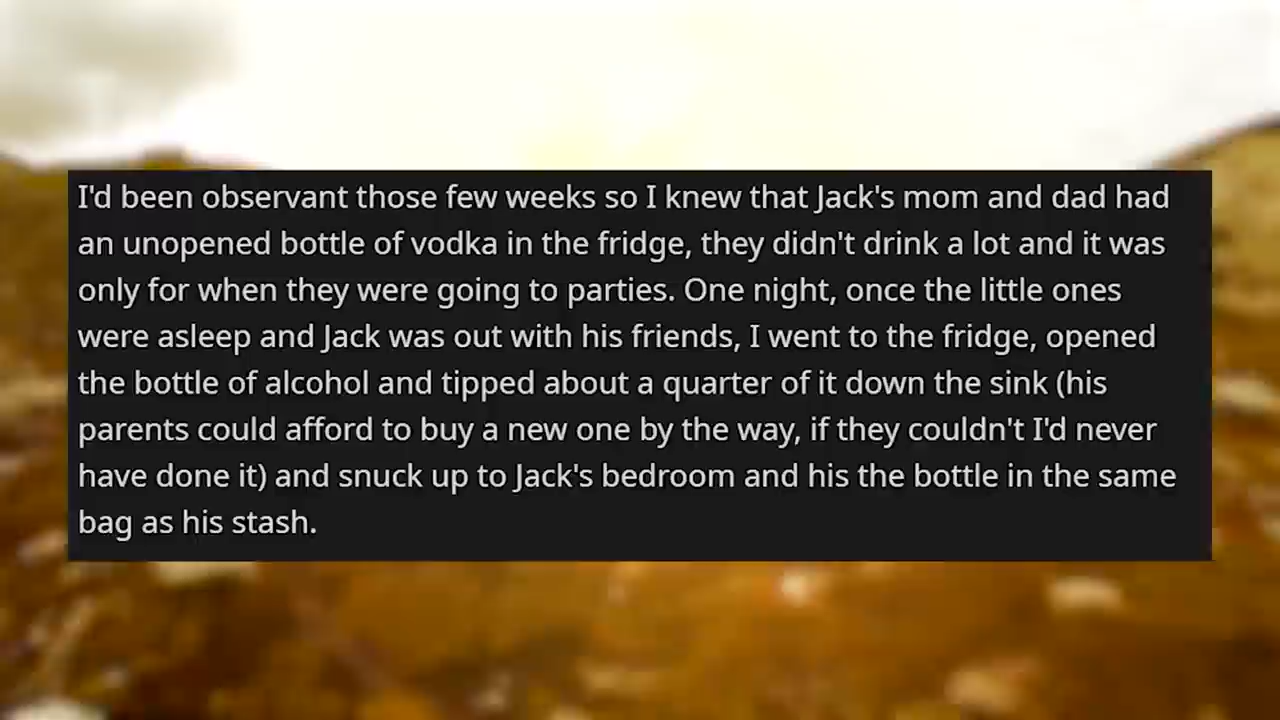 I'd been observant those few weeks so I knew that Jack's mom and dad had
an unopened bottle of vodka in the fridge, they didn't drink a lot and it was
only for when they were going to parties. One night, once the little ones
were asleep and Jack was out with his friends, I went to the fridge, opened
the bottle of alcohol and tipped about a quarter of it down the sink (his
parents could afford to buy a new one by the way, if they couldn't I'd never
have done it) and snuck up to Jack's bedroom and his the bottle in the same
bag as his stash.